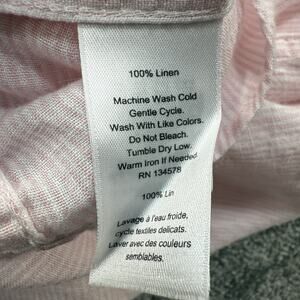 100% Linen
Machine Wash Cold
Gentle Cycle.
Wash With Like Colors.
Do Not Bleach.
Tumble Dry Low.
Warm Iron If Needed.
RN 134578
100% Lin
Lavage à l'eau froide,
cycle textiles delicats.
Laver avec des couleurs
semblables.